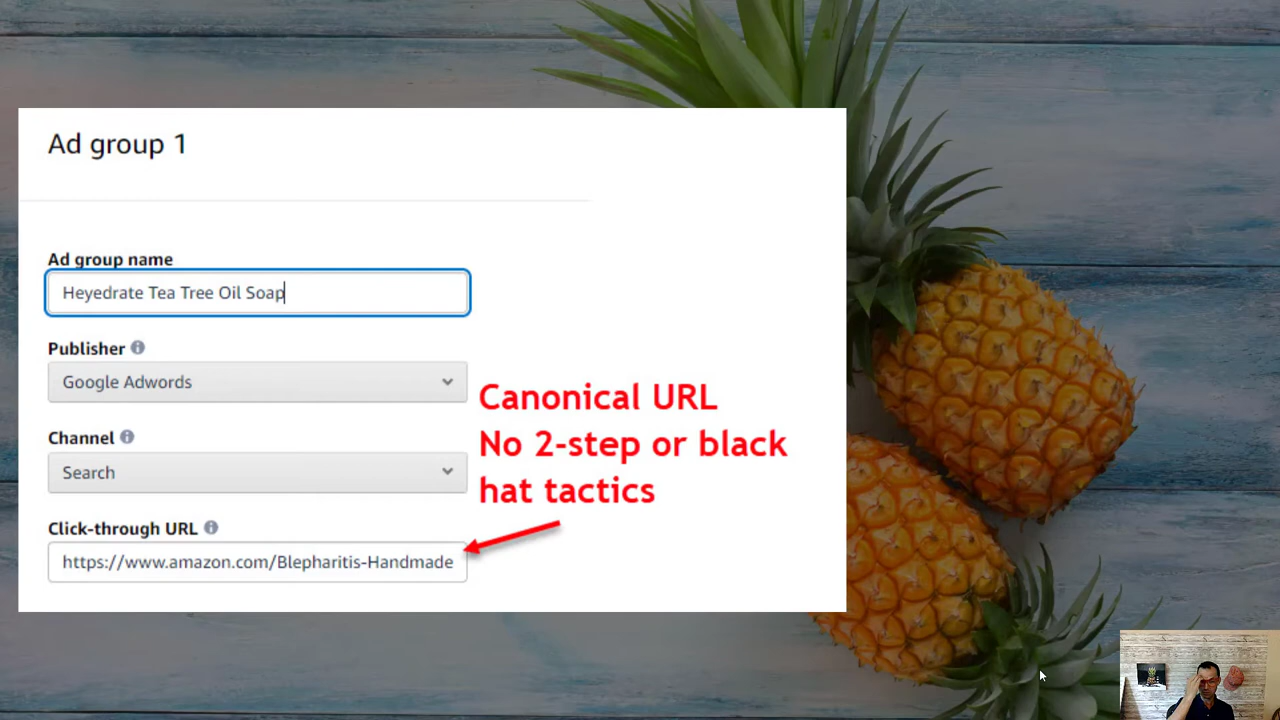 Ad group 1
Ad group name
Heyedrate Tea Tree Oil Soap
Publisher
Google Adwords
Channel
Search
Click-through URL
https://www.amazon.com/Blepharitis-Handmade
Canonical URL
No 2-step or black
hat tactics